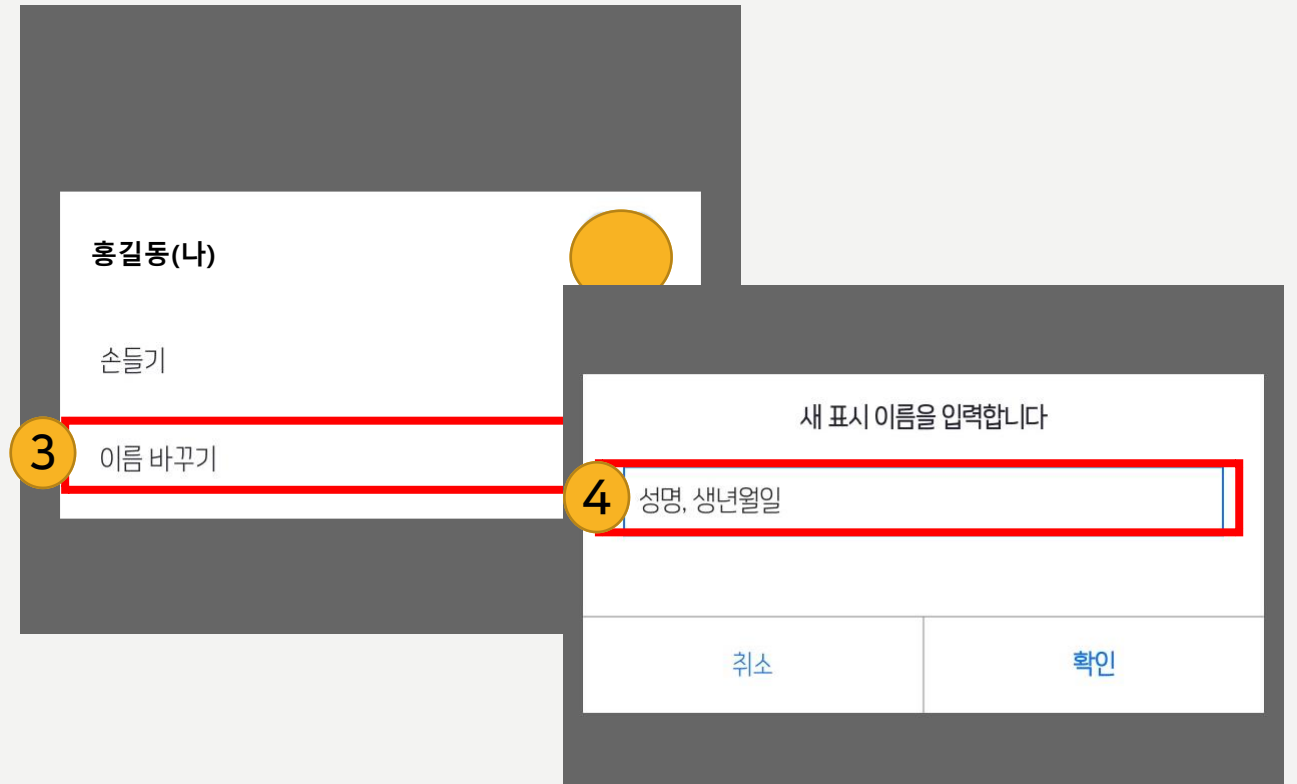 홍길동(나)
손들기
3
이름 바꾸기
새 표시 이름을 입력합니다
4
성명, 생년월일
취소
확인